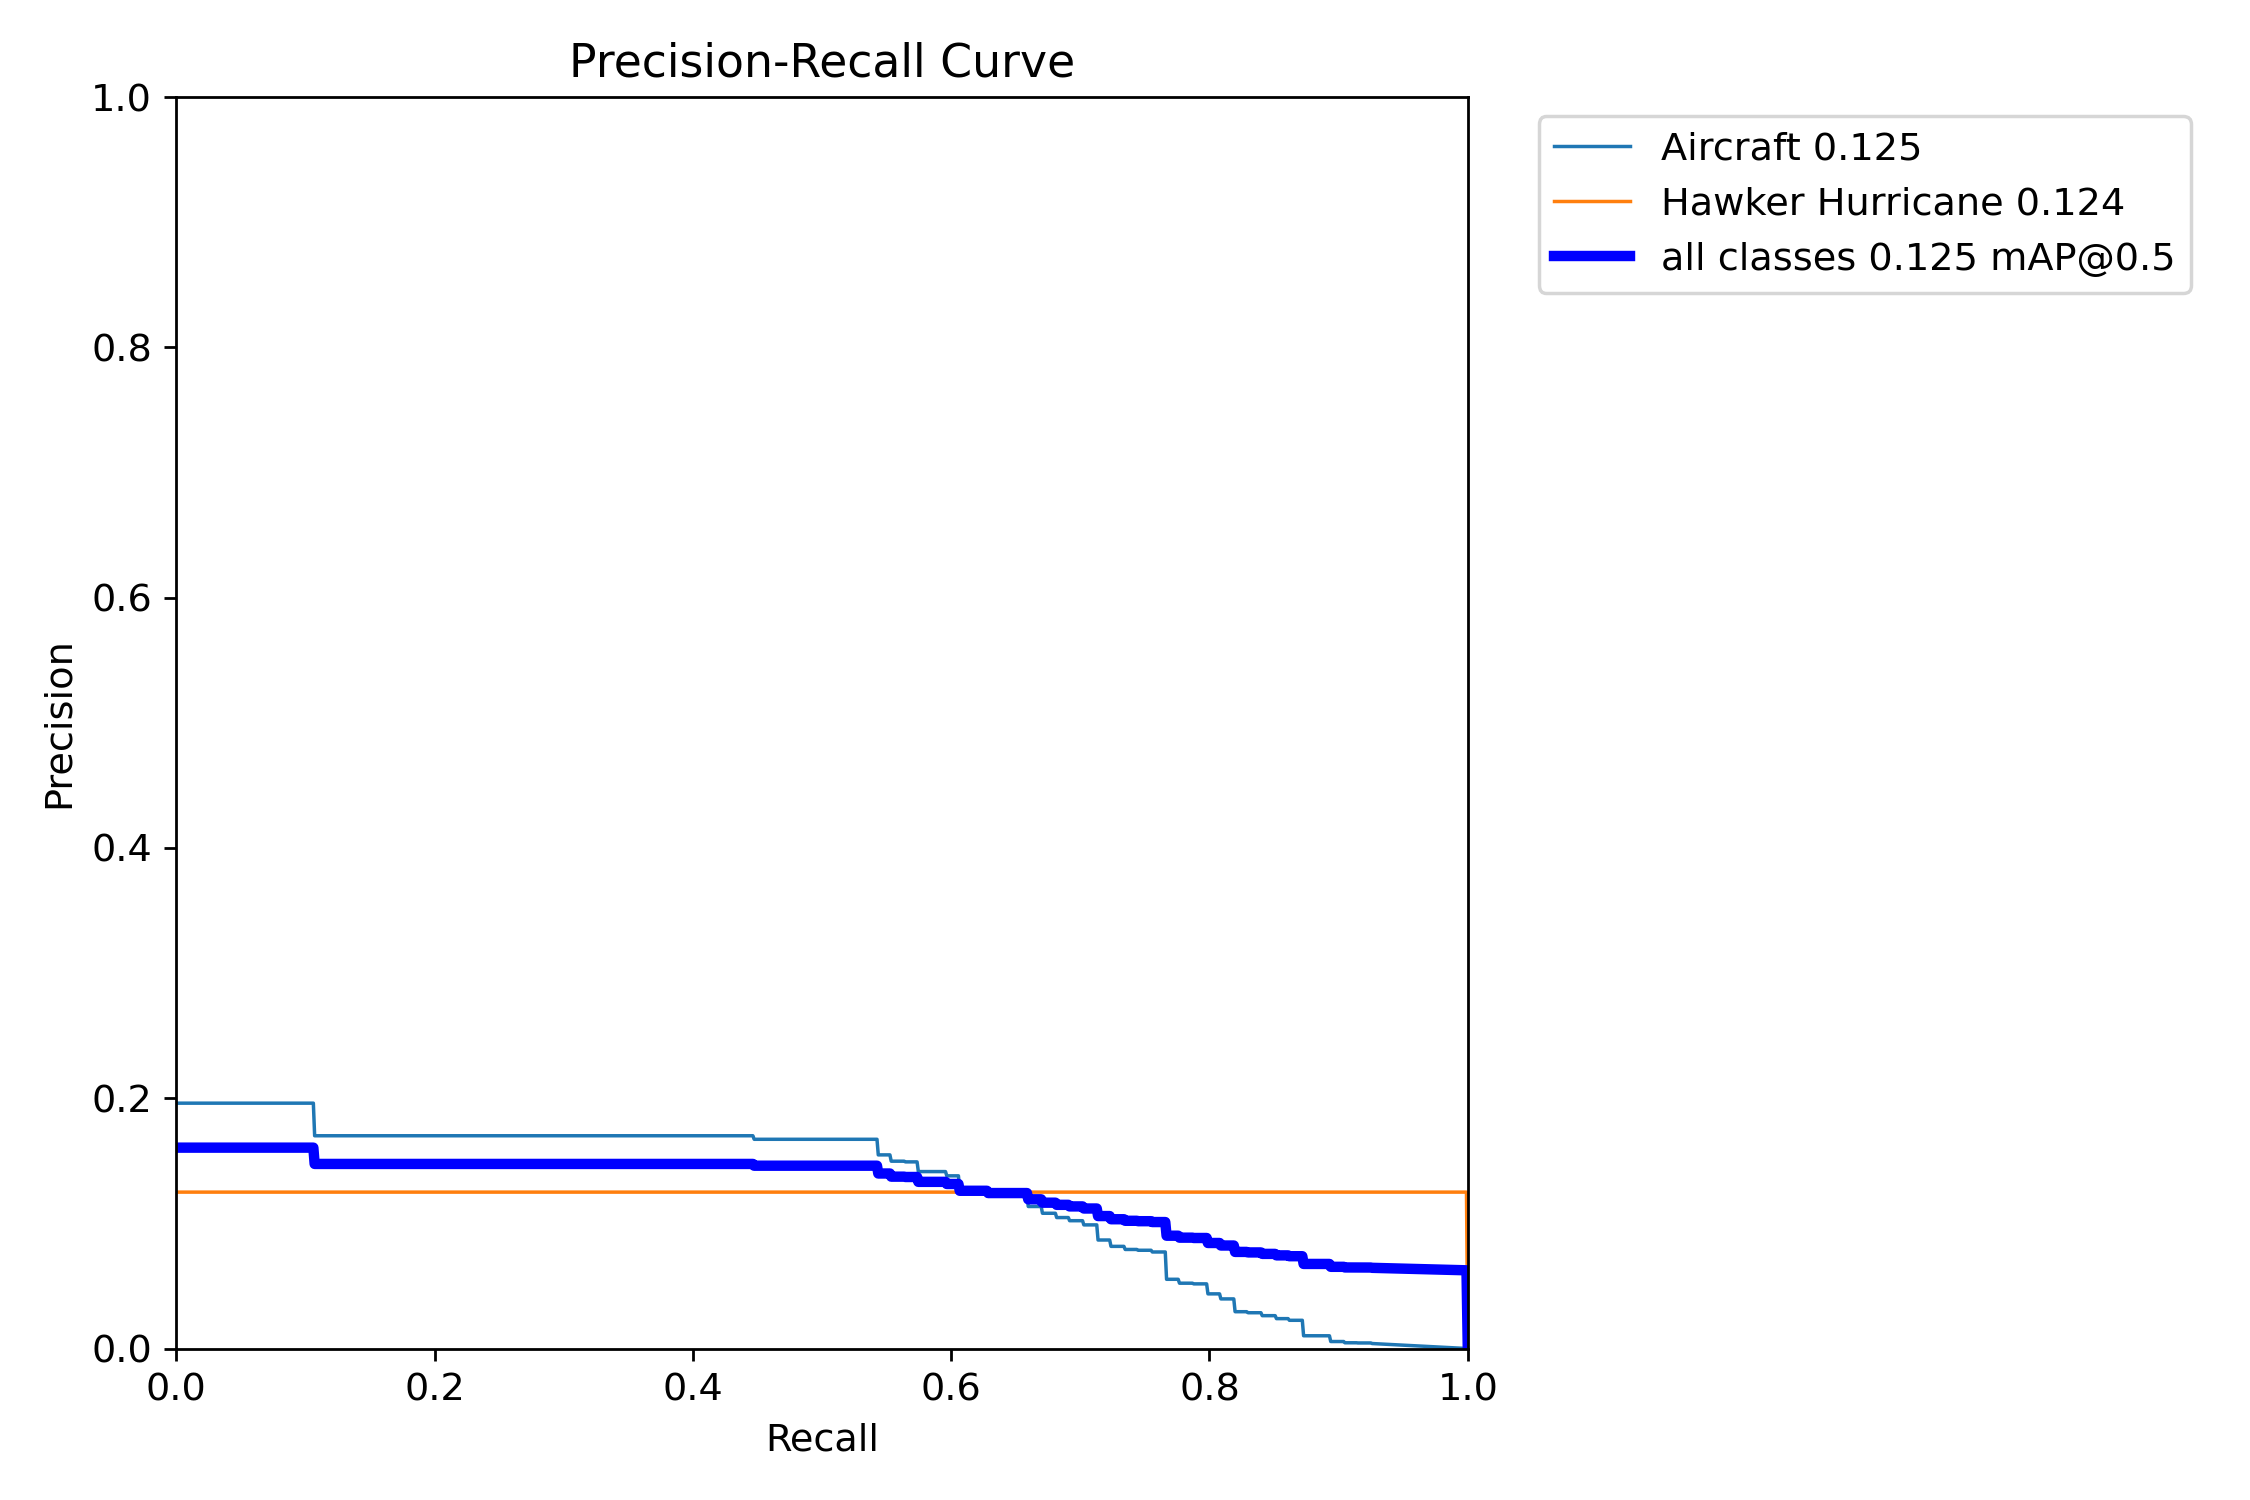 Precision-Recall Curve
1.0
0.8
0.6
0.4
0.2
0.0
Precision
0.0 0.2 0.4 0.6 0.8 1.0
Recall
Aircraft 0.125
Hawker Hurricane 0.124
all classes 0.125 mAP@0.5